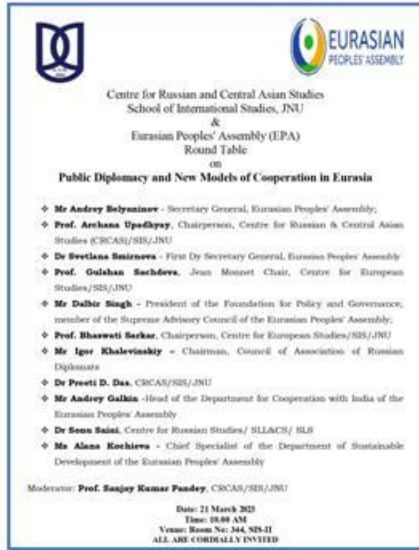 EURASIAN
PEOPLES' ASSEMBLY
Centre for Russian and Central Asian Studies
School of International Studies, JNU
&
Eurasian Peoples' Assembly (EPA)
Round Table
on
Public Diplomacy and New Models of Cooperation in Eurasia
❖ Mr Andrey Belyaninov - Secretary General, Eurasian Peoples' Assembly;
❖ Prof. Archana Upadhyay, Chairperson, Centre for Russian & Central Asian
Studies (CRCAS)/SIS/JNU
❖ Dr Svetlana Smirnova - First Dy Secretary General, Eurasian Peoples' Assembly
❖ Prof. Gulshan Sachdeva, Jean Monnet Chair, Centre for European
Studies/SIS/JNU
❖ Mr Dalbir Singh - President of the Foundation for Policy and Governance,
member of the Supreme Advisory Council of the Eurasian Peoples' Assembly;
❖ Prof. Bhaswati Sarkar, Chairperson, Centre for European Studies/SIS/JNU
❖ Mr Igor Khalevinskiy – Chairman, Council of Association of Russian
Diplomats
❖ Dr Preeti D. Das, CRCAS/SIS/JNU
❖ Mr Andrey Galkin -Head of the Department for Cooperation with India of the
Eurasian Peoples' Assembly
❖ Dr Sonu Saini, Centre for Russian Studies/ SLL&CS/ SLS
❖ Ms Alana Kochieva - Chief Specialist of the Department of Sustainable
Development of the Eurasian Peoples' Assembly
Moderator: Prof. Sanjay Kumar Pandey, CRCAS/SIS/JNU
Date: 21 March 2023
Time: 10.00 AM
Venue: Room No: 344, SIS-II
ALL ARE CORDIALLY INVITED